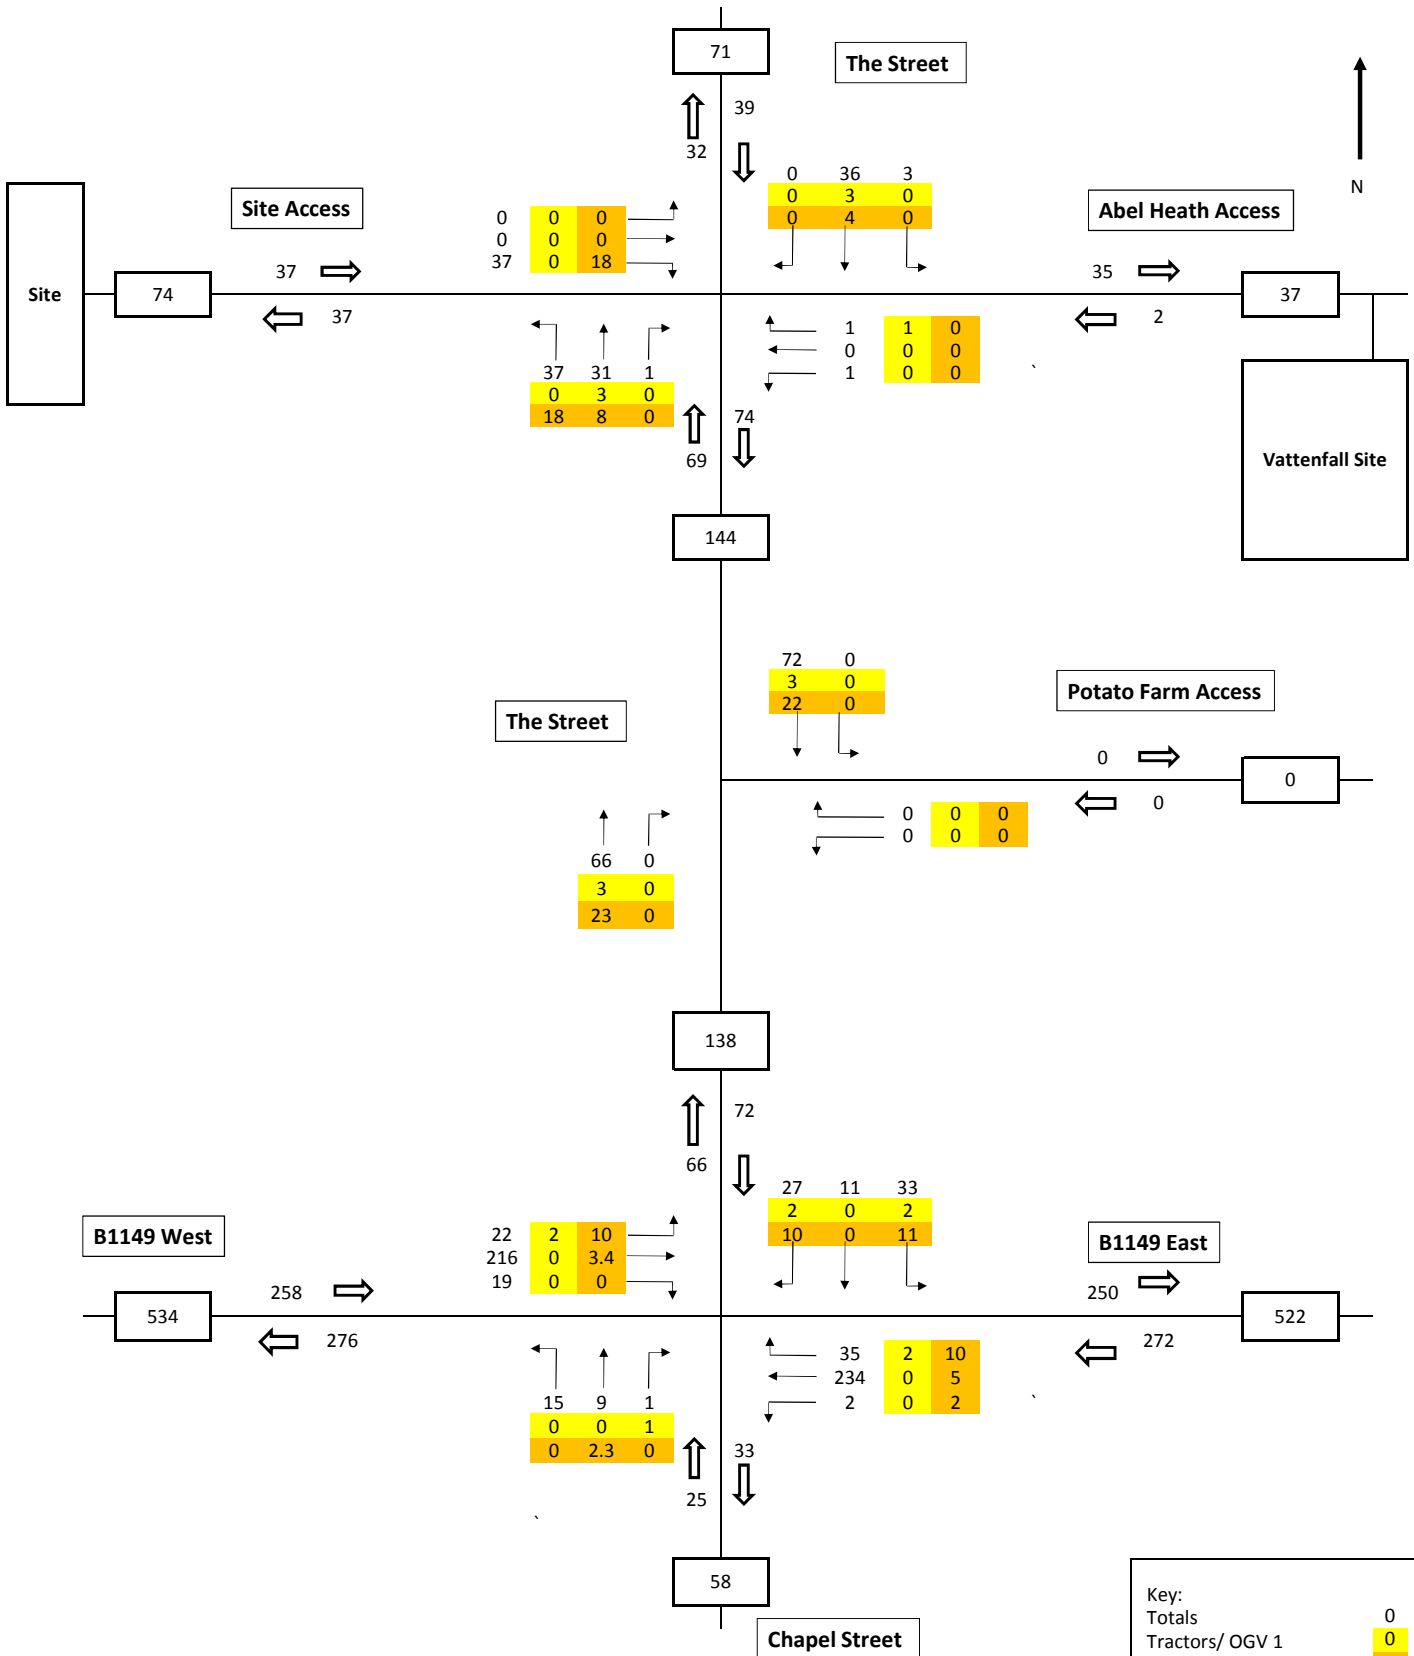 71
The Street
39
32
N
0 36 3
0 3 0
0 4 0
Site Access
0 0 0
0 0 0
37 0 18
Abel Heath Access
Site
74
37
37
35
2
37
37 31 1
0 3 0
18 8 0
1 1 0
0 0 0
1 0 0
`
74
69
Vattenfall Site
144
72 0
3 0
22 0
Potato Farm Access
The Street
0
0
0
0 0 0
0 0 0
66 0
3 0
23 0
138
72
66
27 11 33
2 0 2
10 0 11
B1149 West
22 2 10
216 0 3.4
19 0 0
B1149 East
534
258
276
250
272
522
15 9 1
0 0 1
0 2.3 0
35 2 10
234 0 5
2 0 2
`
33
25
`
58
Chapel Street
Key:
Totals 0
Tractors/ OGV 1 0